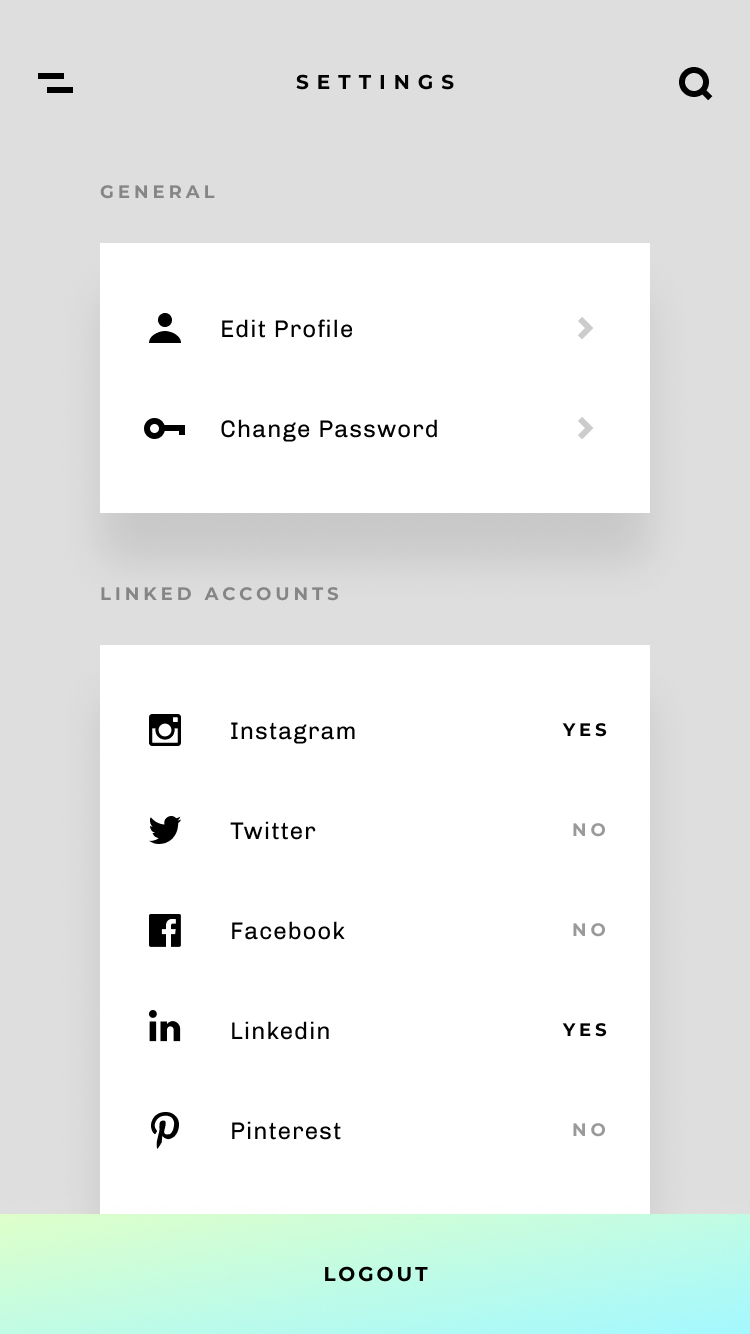 SETTINGS
GENERAL
Edit Profile
Change Password
LINKED ACCOUNTS
Instagram YES
Twitter NO
Facebook NO
Linkedin YES
Pinterest NO
LOGOUT